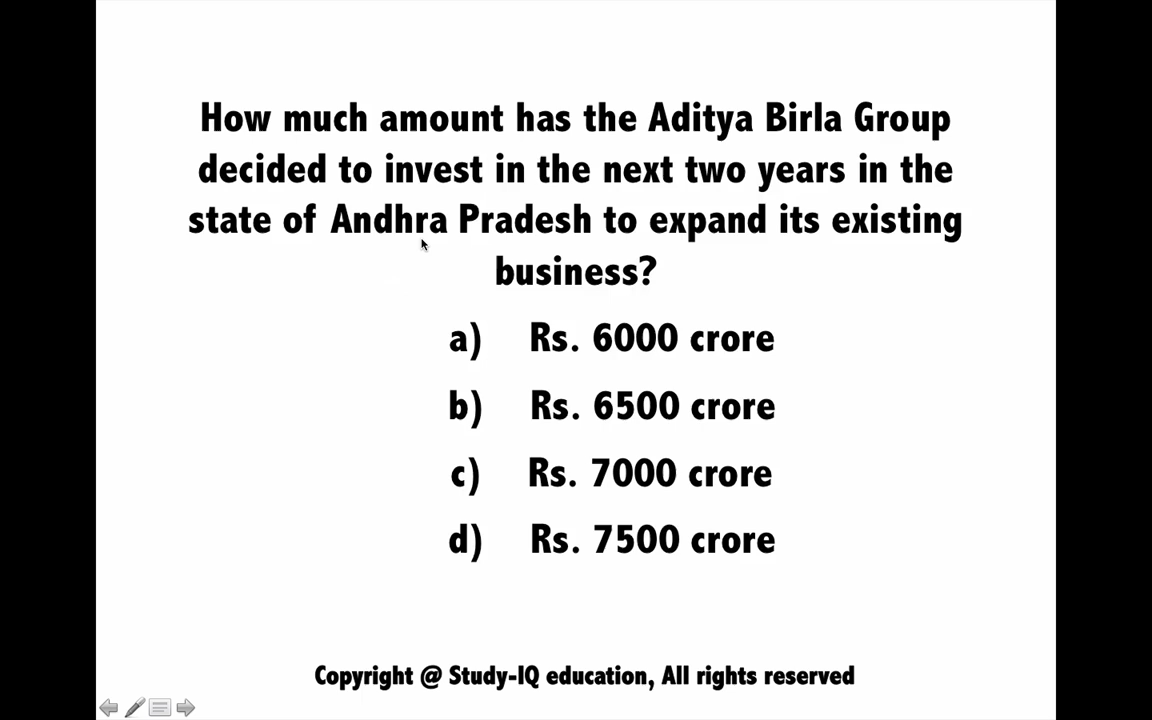 How much amount has the Aditya Birla Group
decided to invest in the next two years in the
state of Andhra Pradesh to expand its existing
business?
a) Rs. 6000 crore
b) Rs. 6500 crore
c) Rs. 7000 crore
d) Rs. 7500 crore
Copyright @ Study-IQ education, All rights reserved